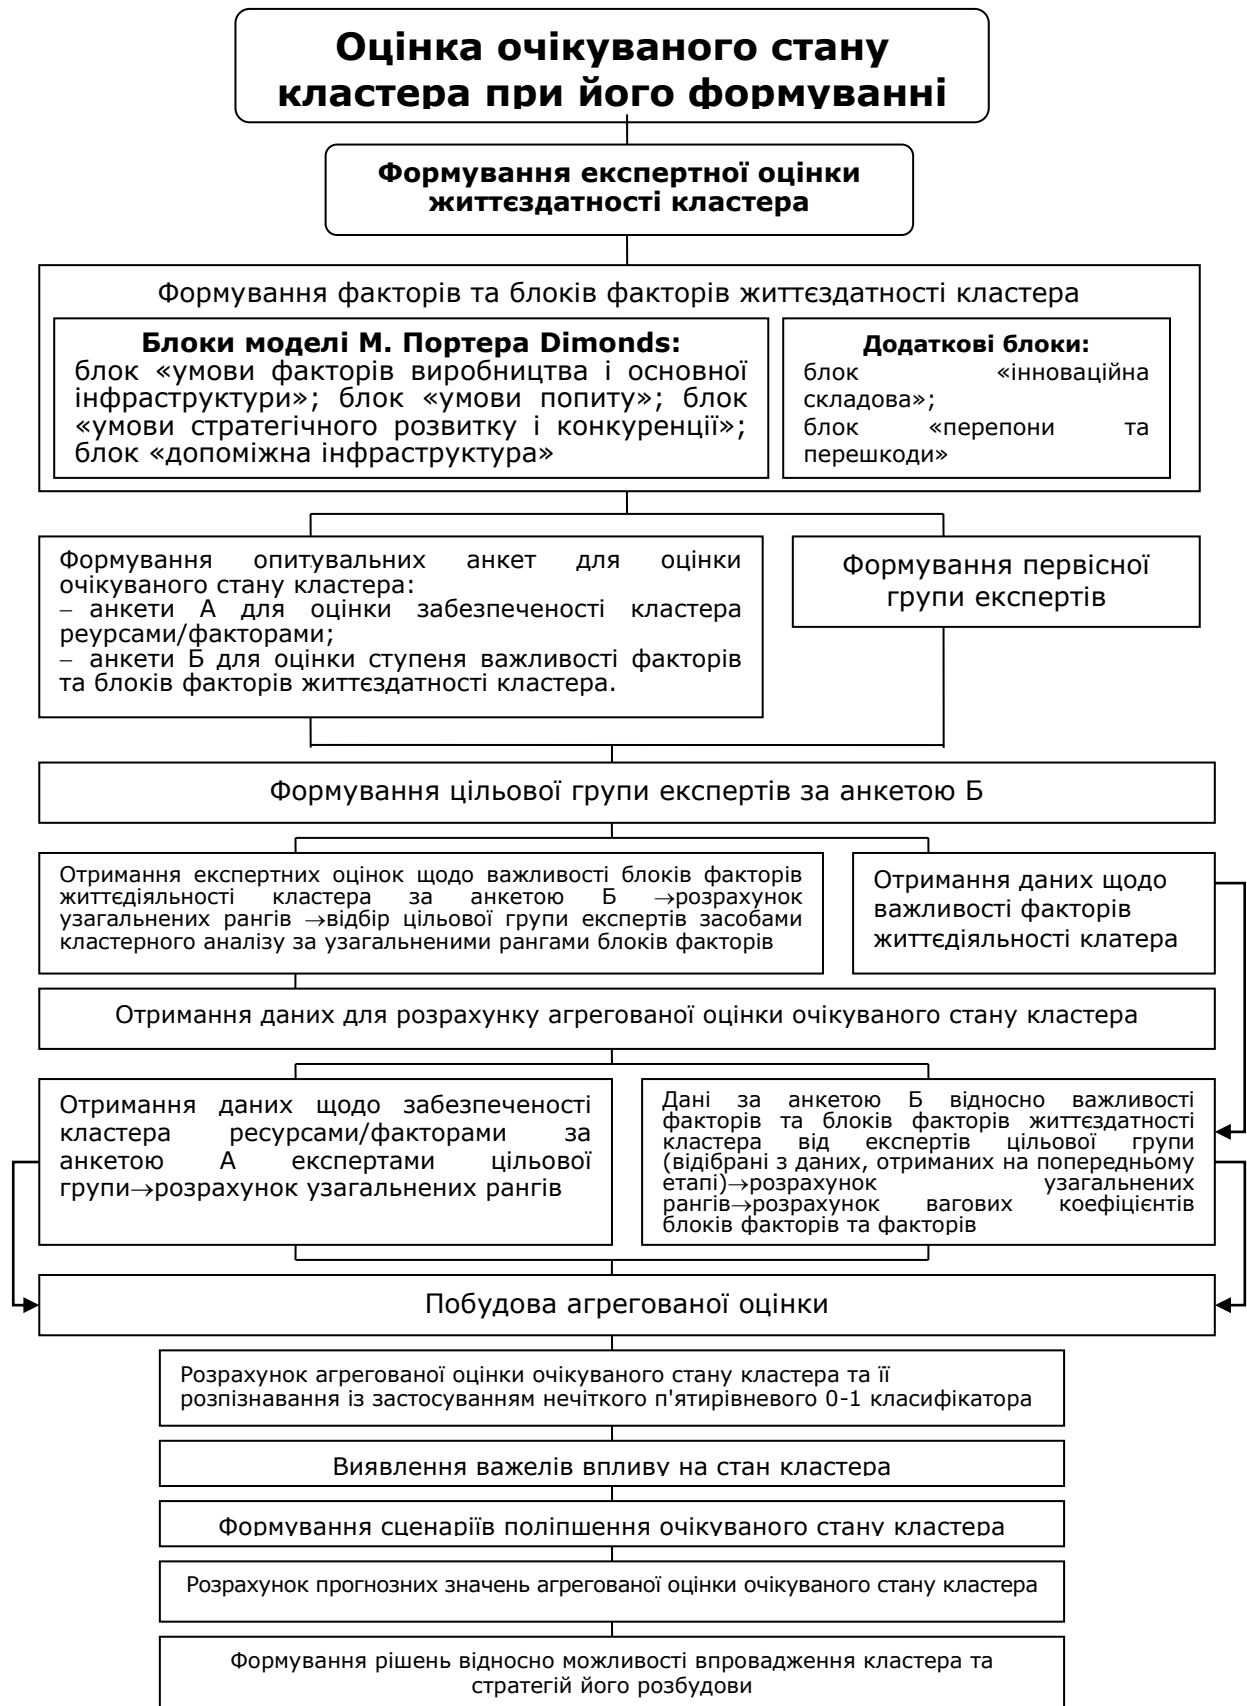 Оцінка очікуваного стану
кластера при його формуванні
Формування експертної оцінки
життєздатності кластера
Формування факторів та блоків факторів життєздатності кластера
Блоки моделі М. Портера Dimonds:
блок «умови факторів виробництва і основної
інфраструктури»; блок «умови попиту»; блок
«умови стратегічного розвитку і конкуренції»;
блок «допоміжна інфраструктура»
Додаткові блоки:
блок «інноваційна
складова»;
блок «перепони та
перешкоди»
Формування опитувальних анкет для оцінки
очікуваного стану кластера:
– анкети А для оцінки забезпеченості кластера
реурсами/факторами;
– анкети Б для оцінки ступеня важливості факторів
та блоків факторів життєздатності кластера.
Формування первісної
групи експертів
Формування цільової групи експертів за анкетою Б
Отримання експертних оцінок щодо важливості блоків факторів
життєдіяльності кластера за анкетою Б →розрахунок
узагальнених рангів →відбір цільової групи експертів засобами
кластерного аналізу за узагальненими рангами блоків факторів
Отримання даних щодо
важливості факторів
життєдіяльності клатера
Отримання даних для розрахунку агрегованої оцінки очікуваного стану кластера
Отримання даних щодо забезпеченості
кластера ресурсами/факторами за
анкетою А експертами цільової
групи→розрахунок узагальнених рангів
Дані за анкетою Б відносно важливості
факторів та блоків факторів життєздатності
кластера від експертів цільової групи
(відібрані з даних, отриманих на попередньому
етапі)→розрахунок узагальнених
рангів→розрахунок вагових коефіцієнтів
блоків факторів та факторів
Побудова агрегованої оцінки
Розрахунок агрегованої оцінки очікуваного стану кластера та її
розпізнавання із застосуванням нечіткого п'ятирівневого 0-1 класифікатора
Виявлення важелів впливу на стан кластера
Формування сценаріїв поліпшення очікуваного стану кластера
Розрахунок прогнозних значень агрегованої оцінки очікуваного стану кластера
Формування рішень відносно можливості впровадження кластера та
стратегій його розбудови